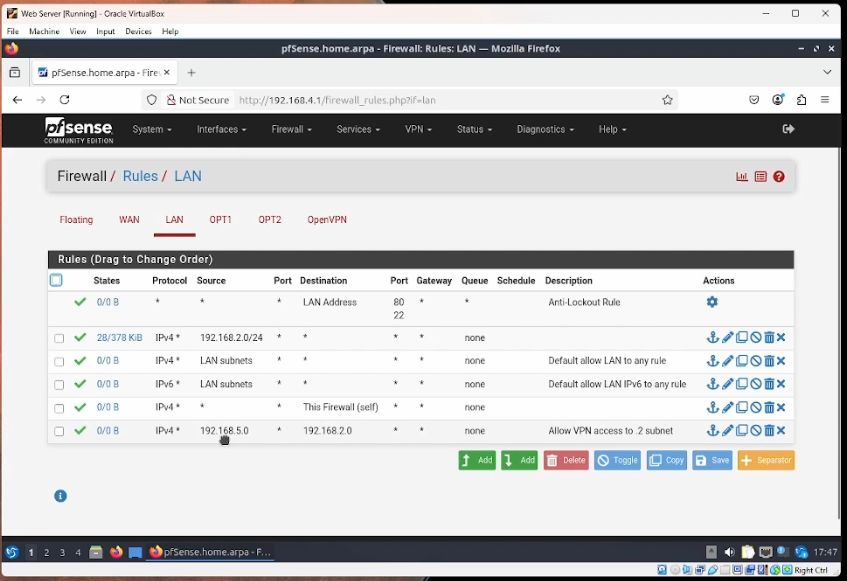 Web Server [Running] - Oracle VirtualBox
File Machine View Input Devices Help
pfSense.home.arpa - Firewall: Rules: LAN — Mozilla Firefox
pfSense.home.arpa - Firew
Not Secure http://192.168.4.1/firewall_rules.php?if=lan
pfsense
COMMUNITY EDITION
System Interfaces Firewall Services VPN Status Diagnostics Help
Firewall / Rules / LAN
Floating WAN LAN OPT1 OPT2 OpenVPN
Rules (Drag to Change Order)
States Protocol Source Port Destination Port Gateway Queue Schedule Description Actions
0/0 B * * * LAN Address 80 * * Anti-Lockout Rule
22
28/378 KiB IPv4 * 192.168.2.0/24 * * * * none
0/0 B IPv4 * LAN subnets * * * * none Default allow LAN to any rule
0/0 B IPv6 * LAN subnets * * * * none Default allow LAN IPv6 to any rule
0/0 B IPv4 * * * This Firewall (self) * * none
0/0 B IPv4 * 192.168.5.0 * 192.168.2.0 * * none Allow VPN access to .2 subnet
Add Add Delete Toggle Copy Save Separator
1 2 3 4 pfSense.home.arpa - F... 17:47
Right Ctrl